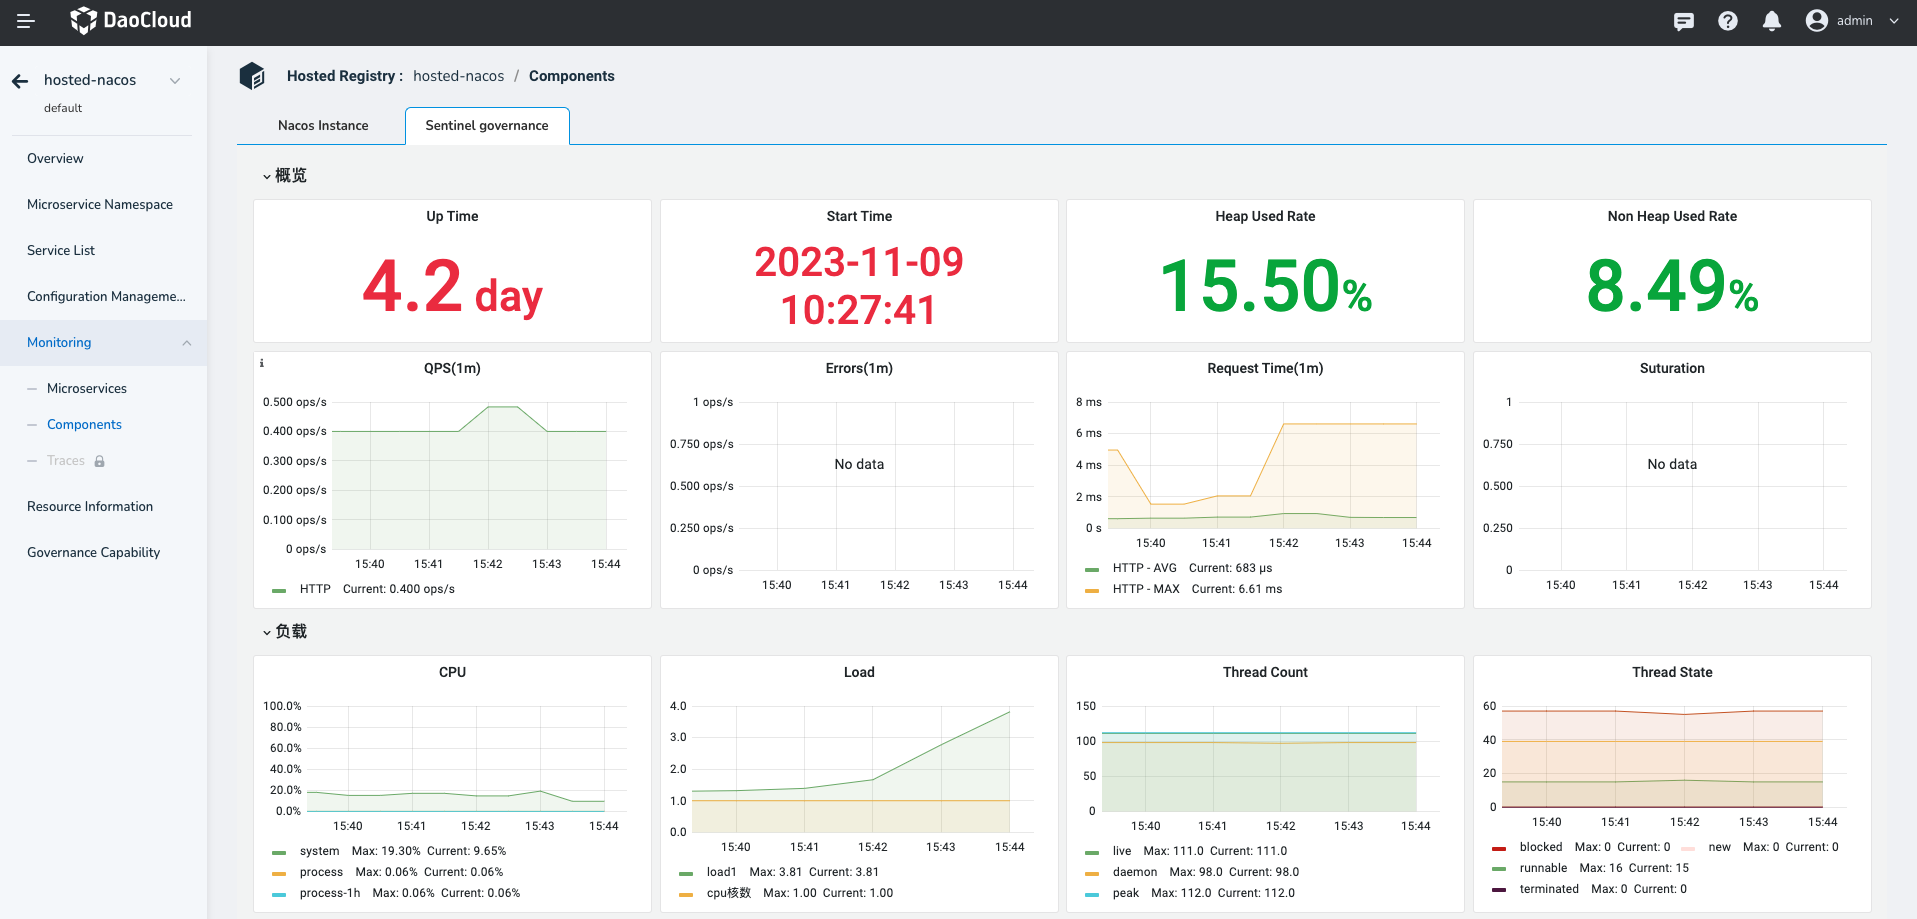 DaoCloud
admin
hosted-nacos
default
Overview
Microservice Namespace
Service List
Configuration Manageme...
Monitoring
Microservices
Components
Traces
Resource Information
Governance Capability
Hosted Registry : hosted-nacos / Components
Nacos Instance Sentinel governance
概览
Up Time
4.2 day
Start Time
2023-11-09
10:27:41
Heap Used Rate
15.50%
Non Heap Used Rate
8.49%
QPS(1m)
0.500 ops/s
0.400 ops/s
0.300 ops/s
0.200 ops/s
0.100 ops/s
0 ops/s
15:40 15:41 15:42 15:43 15:44
HTTP Current: 0.400 ops/s
Errors(1m)
1 ops/s
0.750 ops/s
No data
0.500 ops/s
0.250 ops/s
0 ops/s
15:40 15:41 15:42 15:43 15:44
Request Time(1m)
8 ms
6 ms
4 ms
2 ms
0 s
15:40 15:41 15:42 15:43 15:44
HTTP - AVG Current: 683 µs
HTTP - MAX Current: 6.61 ms
Suturation
1
0.750
No data
0.500
0.250
0
15:40 15:41 15:42 15:43 15:44
负载
CPU
100.0%
80.0%
60.0%
40.0%
20.0%
0.0%
15:40 15:41 15:42 15:43 15:44
system Max: 19.30% Current: 9.65%
process Max: 0.06% Current: 0.06%
process-1h Max: 0.06% Current: 0.06%
Load
4.0
3.0
2.0
1.0
0.0
15:40 15:41 15:42 15:43 15:44
load1 Max: 3.81 Current: 3.81
cpu核数 Max: 1.00 Current: 1.00
Thread Count
150
100
50
0
15:40 15:41 15:42 15:43 15:44
live Max: 111.0 Current: 111.0
daemon Max: 98.0 Current: 98.0
peak Max: 112.0 Current: 112.0
Thread State
60
40
20
0
15:40 15:41 15:42 15:43 15:44
blocked Max: 0 Current: 0 new Max: 0 Current: 0
runnable Max: 16 Current: 15
terminated Max: 0 Current: 0